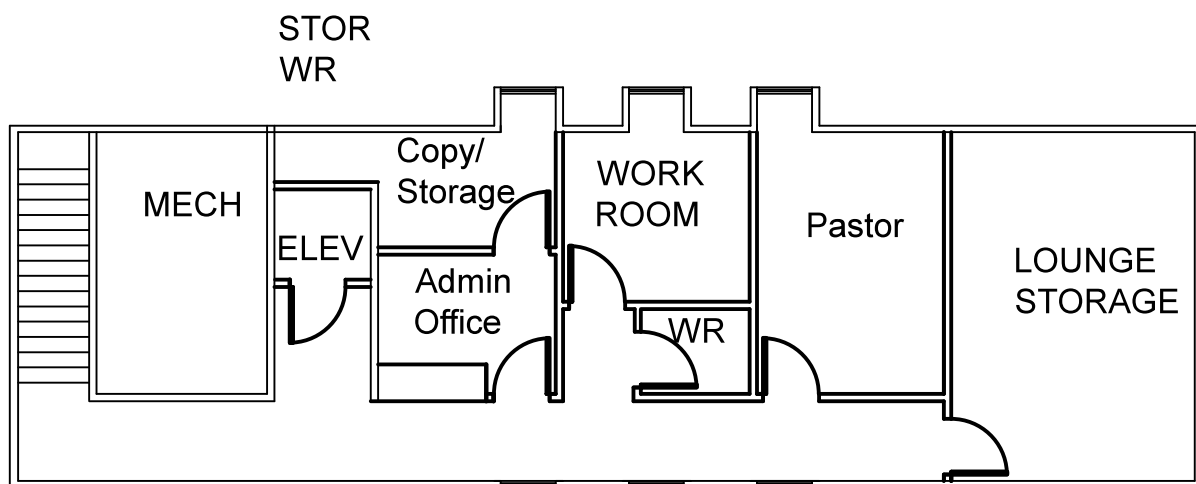 STOR
WR
Copy/
Storage
MECH
ELEV
Admin
Office
WORK
ROOM
WR
Pastor
LOUNGE
STORAGE